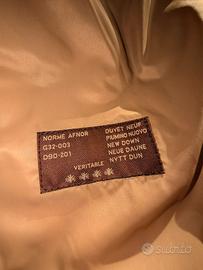 NORME AFNOR
G32-003
D90-201
DUVET NEUF
PIUMINO NUOVO
NEW DOWN
NEUE DAUNE
NYTT DUN
VERITABLE
subito